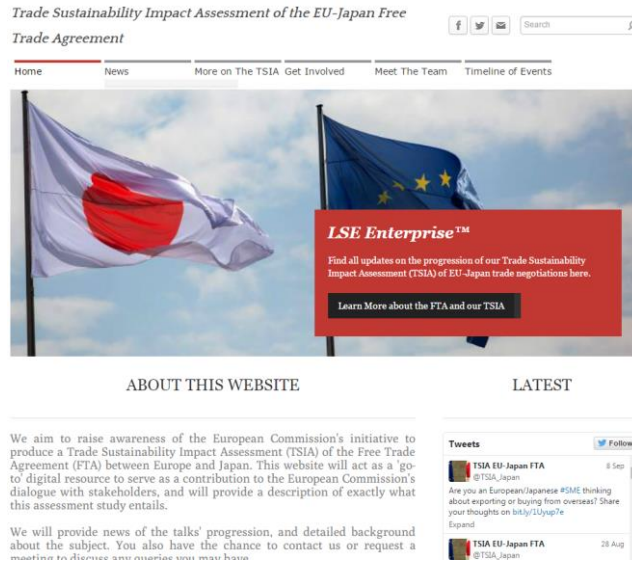 Trade Sustainability Impact Assessment of the EU-Japan Free
Trade Agreement
Search
Home
News
More on The TSIA
Get Involved
Meet The Team
Timeline of Events
LSE Enterprise™
Find all updates on the progression of our Trade Sustainability
Impact Assessment (TSIA) of EU-Japan trade negotiations here.
Learn More about the FTA and our TSIA
ABOUT THIS WEBSITE
We aim to raise awareness of the European Commission's initiative to
produce a Trade Sustainability Impact Assessment (TSIA) of the Free Trade
Agreement (FTA) between Europe and Japan. This website will act as a 'go-
to' digital resource to serve as a contribution to the European Commission's
dialogue with stakeholders, and will provide a description of exactly what
this assessment study entails.
We will provide news of the talks' progression, and detailed background
about the subject. You also have the chance to contact us or request a
meeting to discuss any queries you may have.
LATEST
Tweets
Follow
TSIA EU-Japan FTA
8 Sep
@TSIA_Japan
Are you an European/Japanese #SME thinking
about exporting or buying from overseas? Share
your thoughts on bit.ly/1Uyup7e
Expand
TSIA EU-Japan FTA
28 Aug
@TSIA_Japan